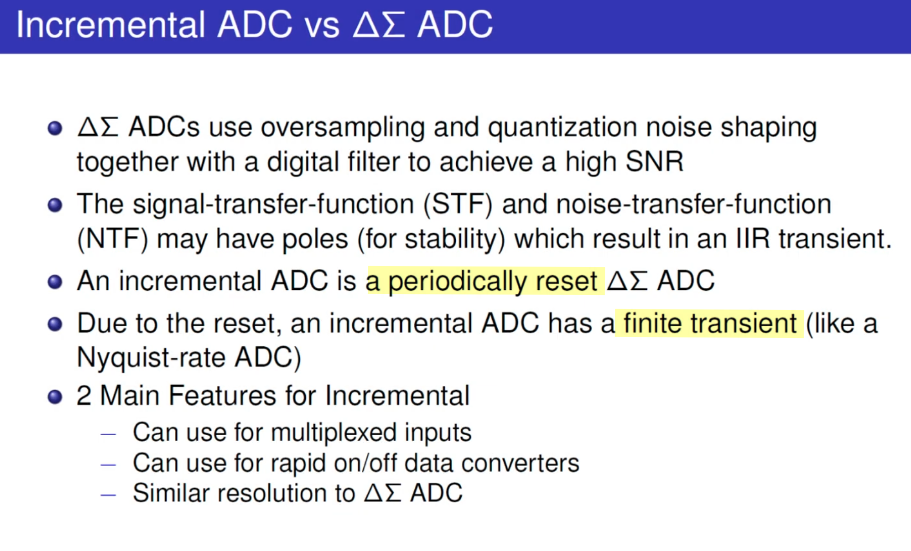 Incremental ADC vs ΔΣ ADC
ΔΣ ADCs use oversampling and quantization noise shaping
together with a digital filter to achieve a high SNR
The signal-transfer-function (STF) and noise-transfer-function
(NTF) may have poles (for stability) which result in an IIR transient.
An incremental ADC is a periodically reset ΔΣ ADC
Due to the reset, an incremental ADC has a finite transient (like a
Nyquist-rate ADC)
2 Main Features for Incremental
– Can use for multiplexed inputs
– Can use for rapid on/off data converters
– Similar resolution to ΔΣ ADC